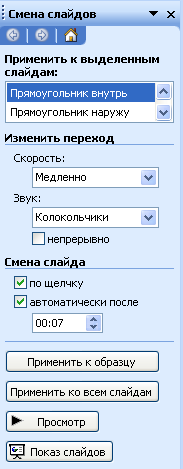 Смена слайдов
Применить к выделенным
слайдам:
Прямоугольник внутрь
Прямоугольник наружу
Изменить переход
Скорость:
Медленно
Звук:
Колокольчики
непрерывно
Смена слайда
по щелчку
автоматически после
00:07
Применить к образцу
Применить ко всем слайдам
Просмотр
Показ слайдов